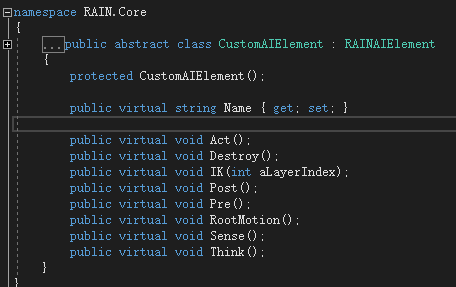 namespace RAIN.Core
{
...public abstract class CustomAIElement : RAINAIElement
{
protected CustomAIElement();
public virtual string Name { get; set; }
public virtual void Act();
public virtual void Destroy();
public virtual void IK(int aLayerIndex);
public virtual void Post();
public virtual void Pre();
public virtual void RootMotion();
public virtual void Sense();
public virtual void Think();
}
}